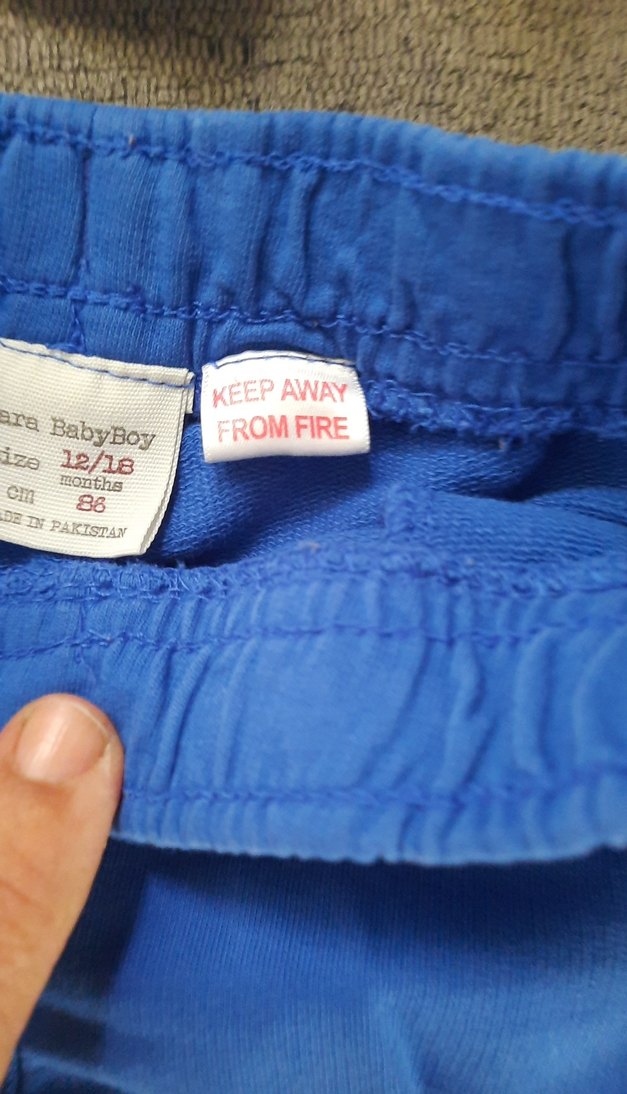 ara BabyBoy
ize 12/18
months
cm 86
ADE IN PAKISTAN
KEEP AWAY
FROM FIRE